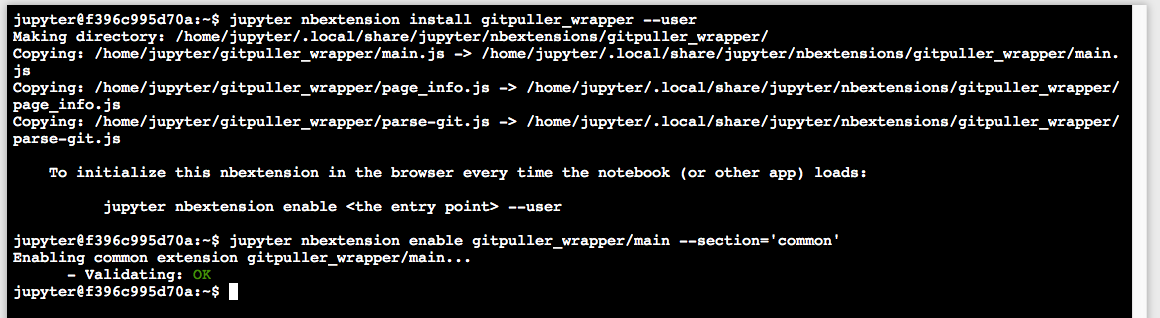 jupyter@f396c995d70a:~$ jupyter nbextension install gitpuller_wrapper --user
Making directory: /home/jupyter/.local/share/jupyter/nbextensions/gitpuller_wrapper/
Copying: /home/jupyter/gitpuller_wrapper/main.js -> /home/jupyter/.local/share/jupyter/nbextensions/gitpuller_wrapper/main.
js
Copying: /home/jupyter/gitpuller_wrapper/page_info.js -> /home/jupyter/.local/share/jupyter/nbextensions/gitpuller_wrapper/
page_info.js
Copying: /home/jupyter/gitpuller_wrapper/parse-git.js -> /home/jupyter/.local/share/jupyter/nbextensions/gitpuller_wrapper/
parse-git.js
To initialize this nbextension in the browser every time the notebook (or other app) loads:
jupyter nbextension enable <the entry point> --user
jupyter@f396c995d70a:~$ jupyter nbextension enable gitpuller_wrapper/main --section='common'
Enabling common extension gitpuller_wrapper/main...
- Validating: OK
jupyter@f396c995d70a:~$